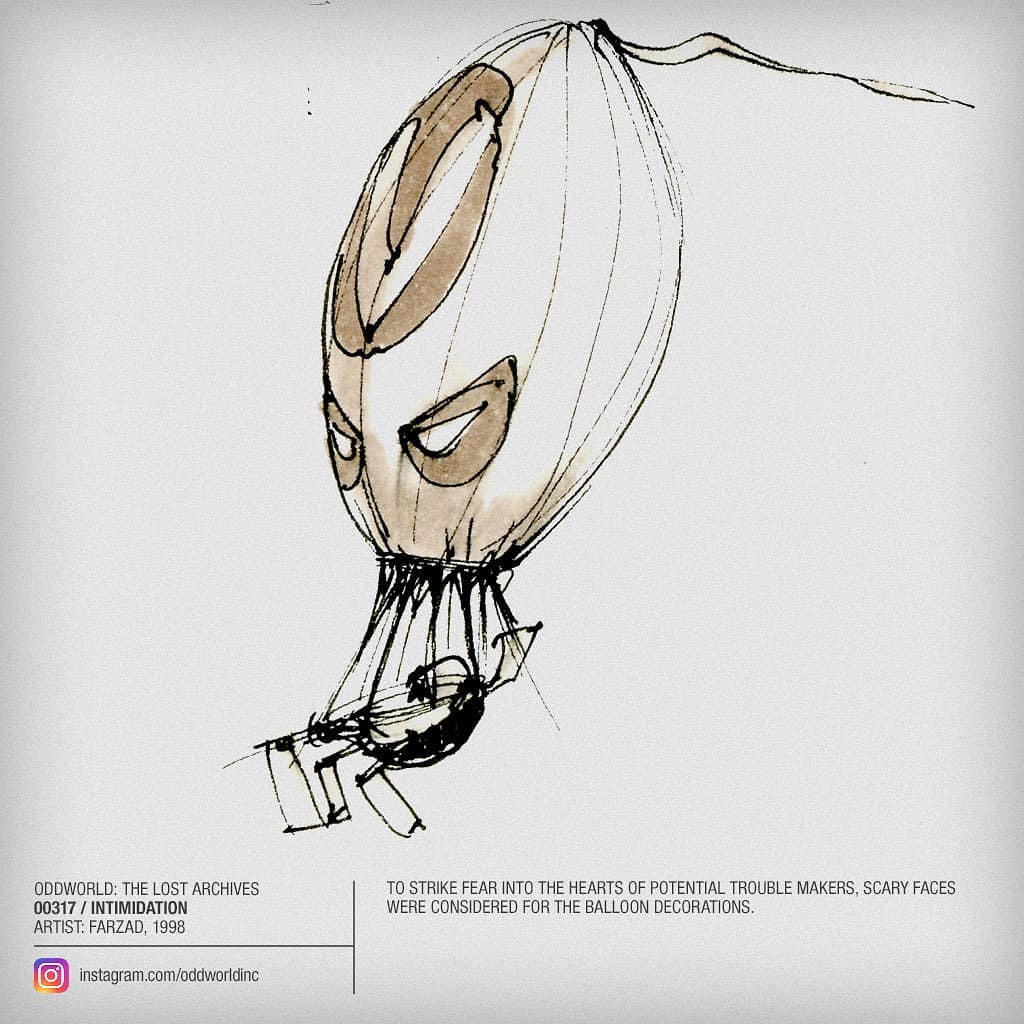 ODDWORLD: THE LOST ARCHIVES
00317 / INTIMIDATION
ARTIST: FARZAD, 1998
instagram.com/oddworldinc
TO STRIKE FEAR INTO THE HEARTS OF POTENTIAL TROUBLE MAKERS, SCARY FACES
WERE CONSIDERED FOR THE BALLOON DECORATIONS.